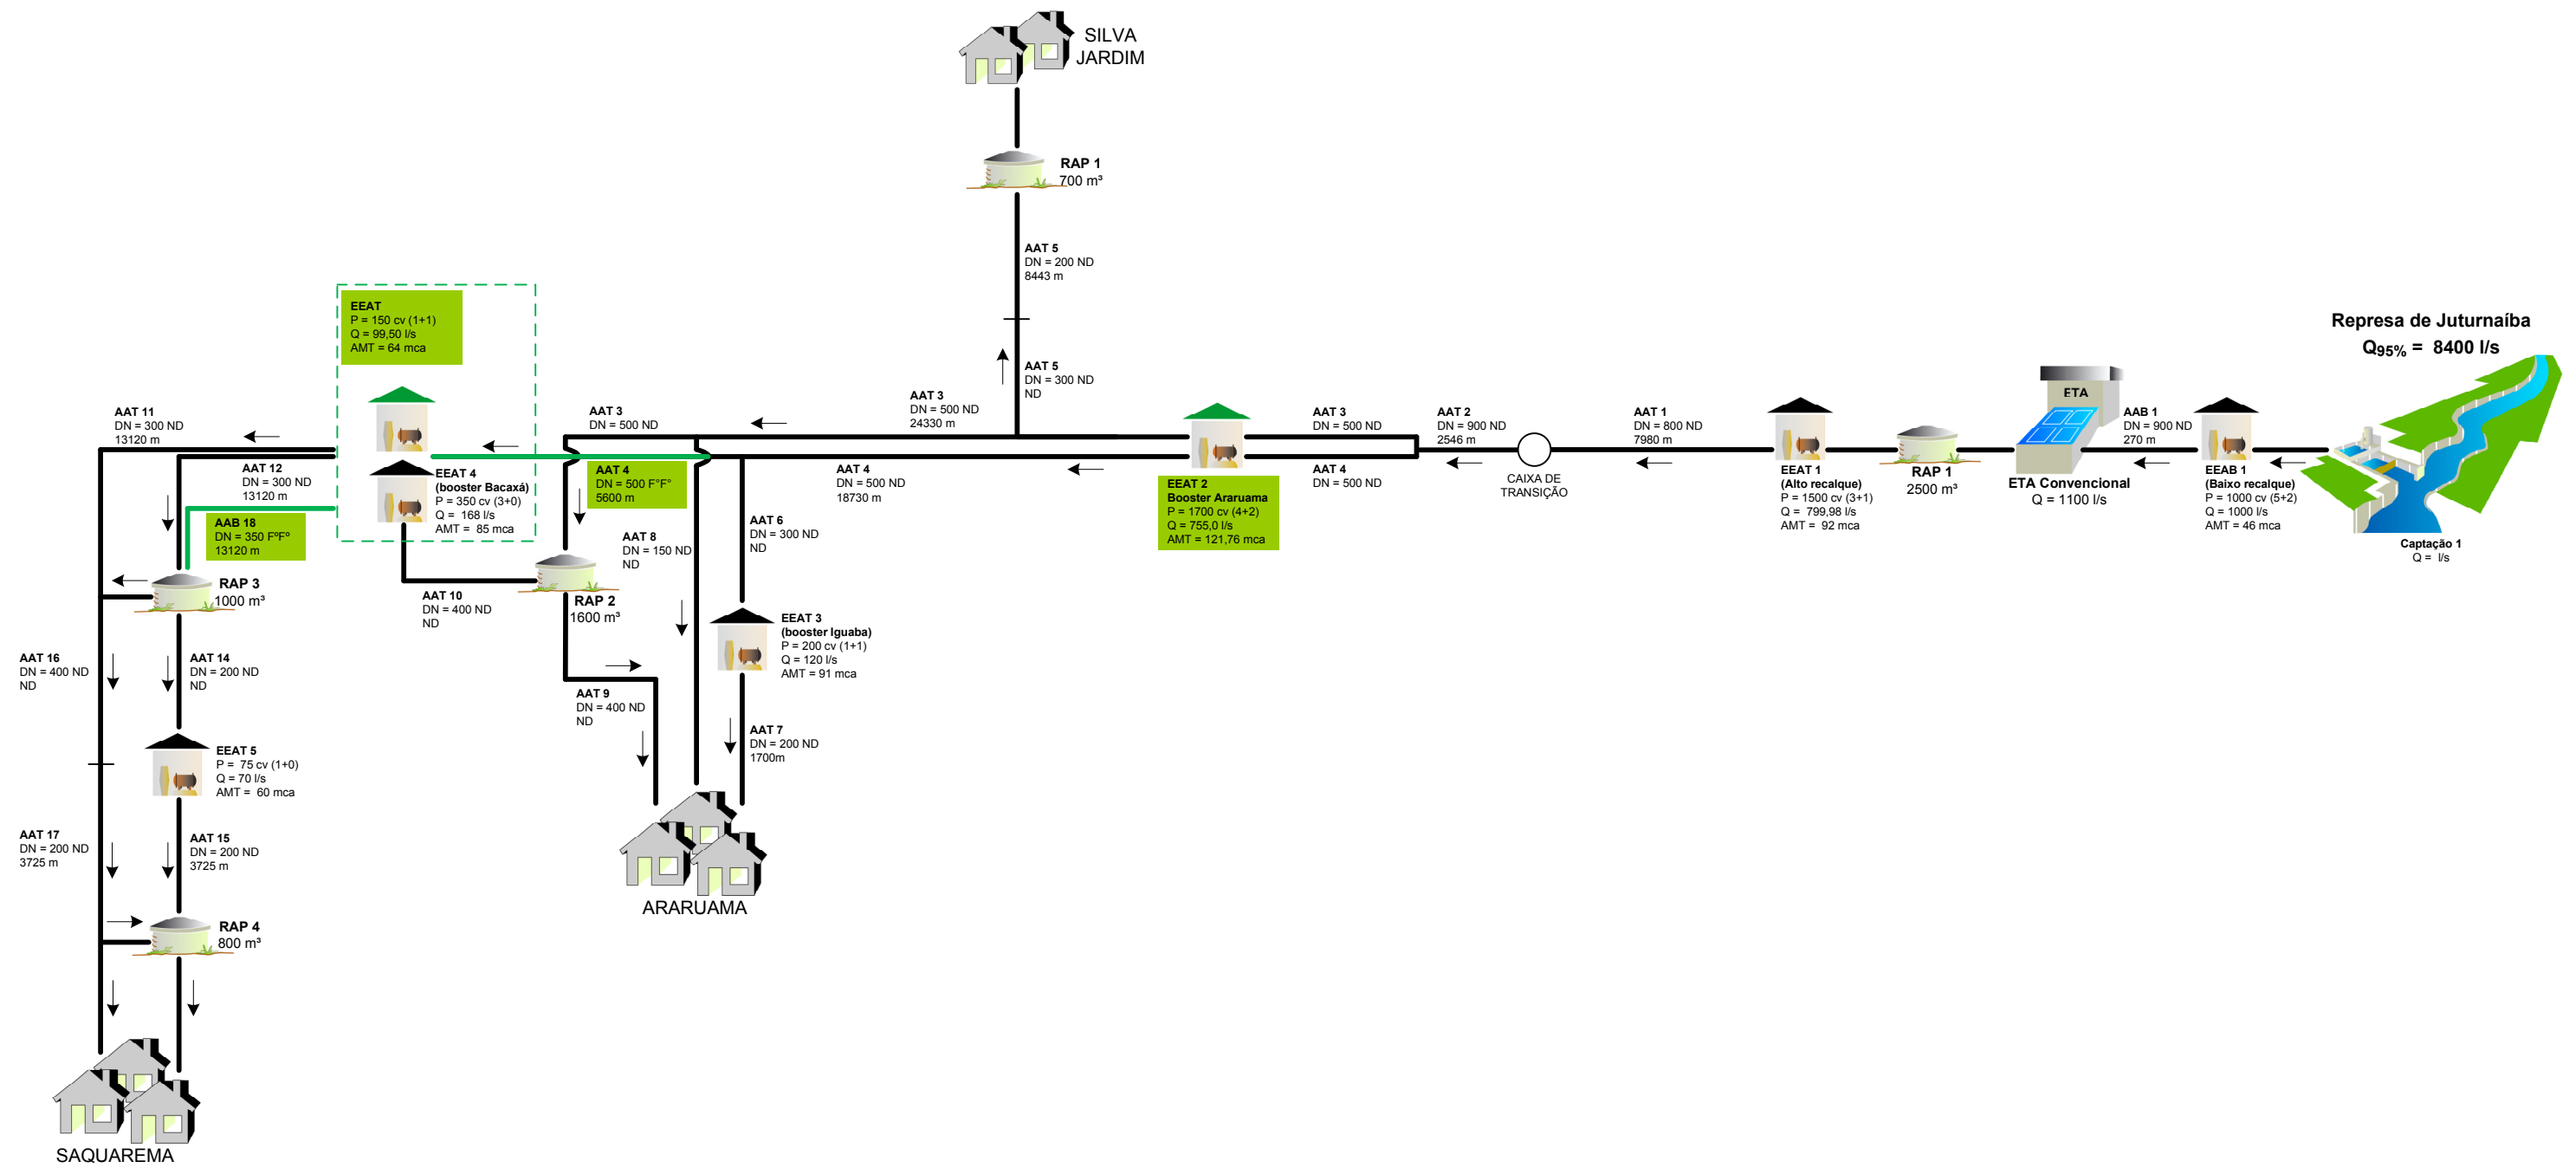 SILVA
JARDIM
RAP 1
700 m³
AAT 5
DN = 200 ND
8443 m
AAT 5
DN = 300 ND
ND
EEAT
P = 150 cv (1+1)
Q = 99,50 l/s
AMT = 64 mca
AAT 11
DN = 300 ND
13120 m
AAT 12
DN = 300 ND
13120 m
AAB 18
DN = 350 FºFº
13120 m
EEAT 4
(booster Bacaxá)
P = 350 cv (3+0)
Q = 168 l/s
AMT = 85 mca
AAT 3
DN = 500 ND
AAT 4
DN = 500 F°F°
5600 m
AAT 3
DN = 500 ND
24330 m
AAT 4
DN = 500 ND
18730 m
EEAT 2
Booster Araruama
P = 1700 cv (4+2)
Q = 755,0 l/s
AMT = 121,76 mca
AAT 3
DN = 500 ND
AAT 4
DN = 500 ND
AAT 2
DN = 900 ND
2546 m
CAIXA DE
TRANSIÇÃO
AAT 1
DN = 800 ND
7980 m
EEAT 1
(Alto recalque)
P = 1500 cv (3+1)
Q = 799,98 l/s
AMT = 92 mca
RAP 1
2500 m³
ETA
ETA Convencional
Q = 1100 l/s
AAB 1
DN = 900 ND
270 m
EEAB 1
(Baixo recalque)
P = 1000 cv (5+2)
Q = 1000 l/s
AMT = 46 mca
Represa de Juturnaíba
Q95% = 8400 l/s
Captação 1
Q = l/s
AAT 8
DN = 150 ND
ND
AAT 6
DN = 300 ND
ND
RAP 3
1000 m³
AAT 10
DN = 400 ND
ND
RAP 2
1600 m³
EEAT 3
(booster Iguaba)
P = 200 cv (1+1)
Q = 120 l/s
AMT = 91 mca
AAT 16
DN = 400 ND
ND
AAT 14
DN = 200 ND
ND
AAT 9
DN = 400 ND
ND
AAT 7
DN = 200 ND
1700m
EEAT 5
P = 75 cv (1+0)
Q = 70 l/s
AMT = 60 mca
AAT 17
DN = 200 ND
3725 m
AAT 15
DN = 200 ND
3725 m
ARARUAMA
RAP 4
800 m³
SAQUAREMA